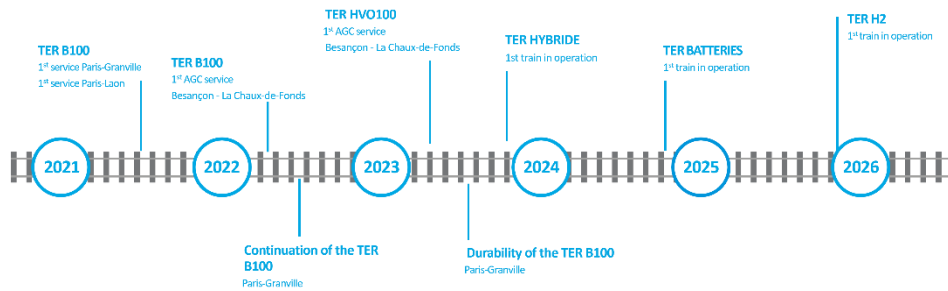 TER B100
1st service Paris-Granville
1st service Paris-Laon
TER B100
1st AGC service
Besançon - La Chaux-de-Fonds
TER HVO100
1st AGC service
Besançon - La Chaux-de-Fonds
TER HYBRIDE
1st train in operation
TER BATTERIES
1st train in operation
TER H2
1st train in operation
2021
2022
2023
2024
2025
2026
Continuation of the TER
B100
Paris-Granville
Durability of the TER B100
Paris-Granville